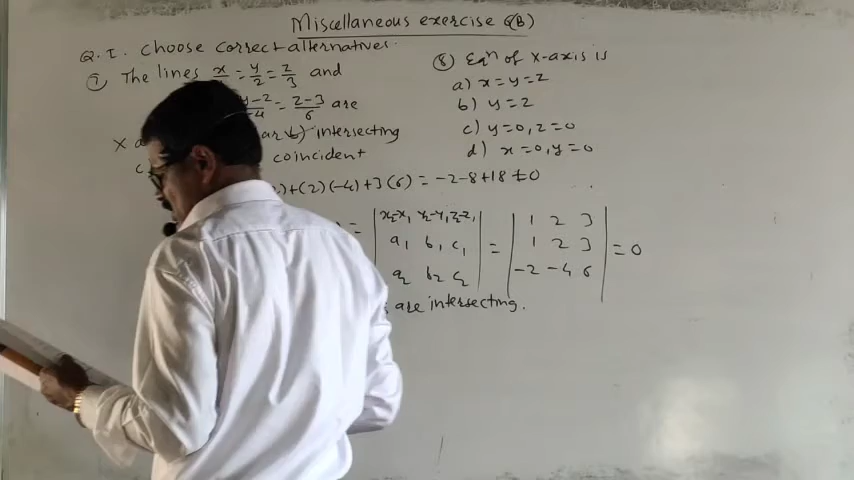 Miscellaneous exercise 6(B)
Q. I. Choose correct alternatives.
⑦ The lines x/ = y/2 = z/3 and
y-2/-4 = z-3/6 are
X a ar b) intersecting
c coincident
)+(2)(-4)+3(6) = -2-8+18 ≠0
= | x2-x1 y2-y1 z2-z1 | = | 1 2 3 | = 0
| a1 b1 c1 | | 1 2 3 |
| a2 b2 c2 | | -2 -4 6 |
are intersecting.
⑧ Eqn of X-axis is
a) x=y=z
b) y=z
c) y=0, z=0
d) x=0, y=0